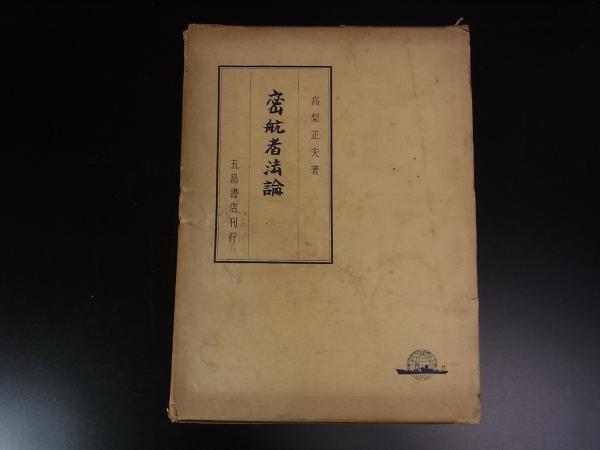 高梨正夫著
密航者法論
五島書店刊行